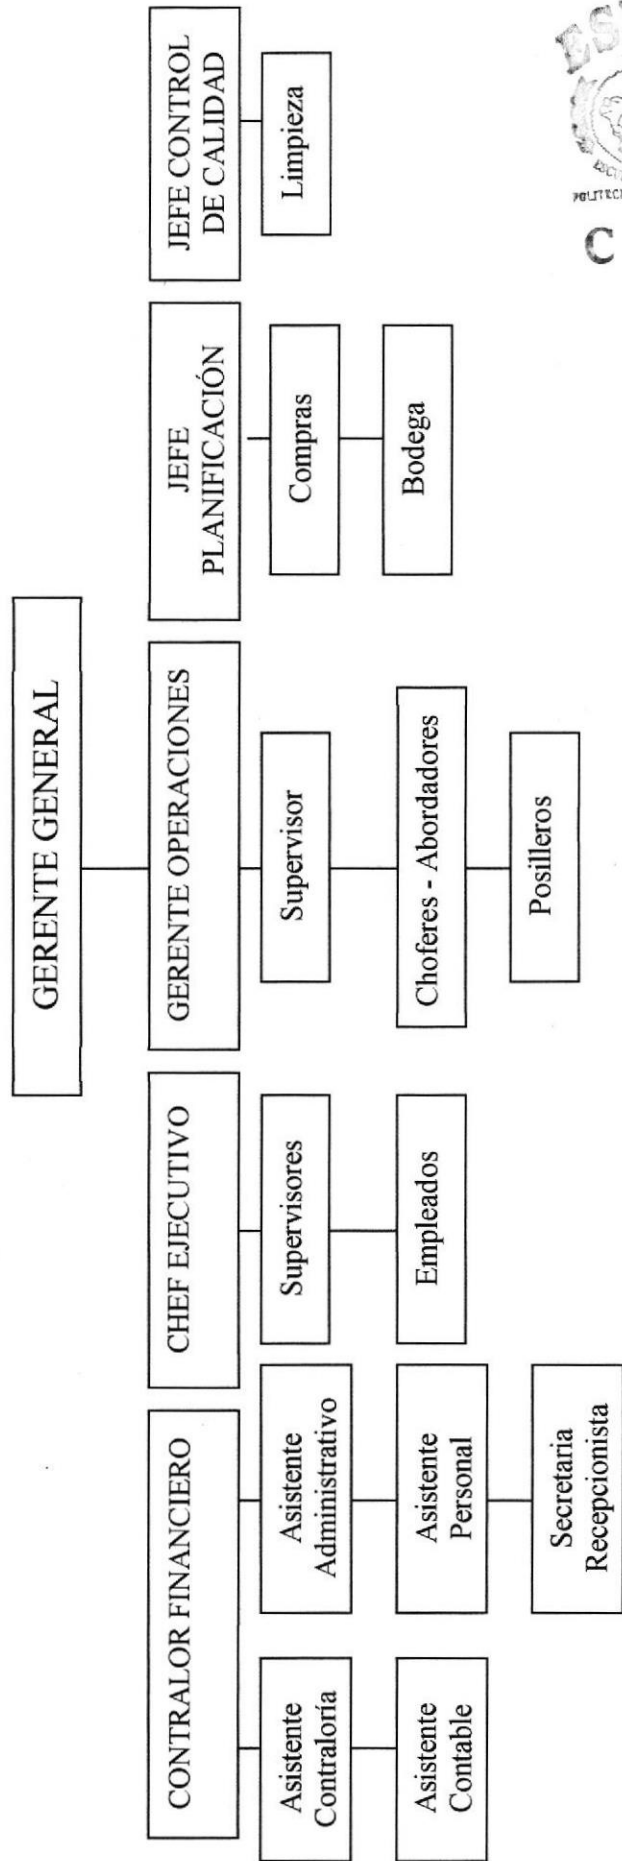 GERENTE GENERAL
CONTRALOR FINANCIERO
CHEF EJECUTIVO
GERENTE OPERACIONES
JEFE
PLANIFICACIÓN
JEFE CONTROL
DE CALIDAD
Asistente
Contraloría
Asistente
Administrativo
Supervisores
Supervisor
Compras
Limpieza
Asistente
Contable
Asistente
Personal
Empleados
Choferes - Abordadores
Bodega
Secretaria
Recepcionista
Posilleros
ES
C